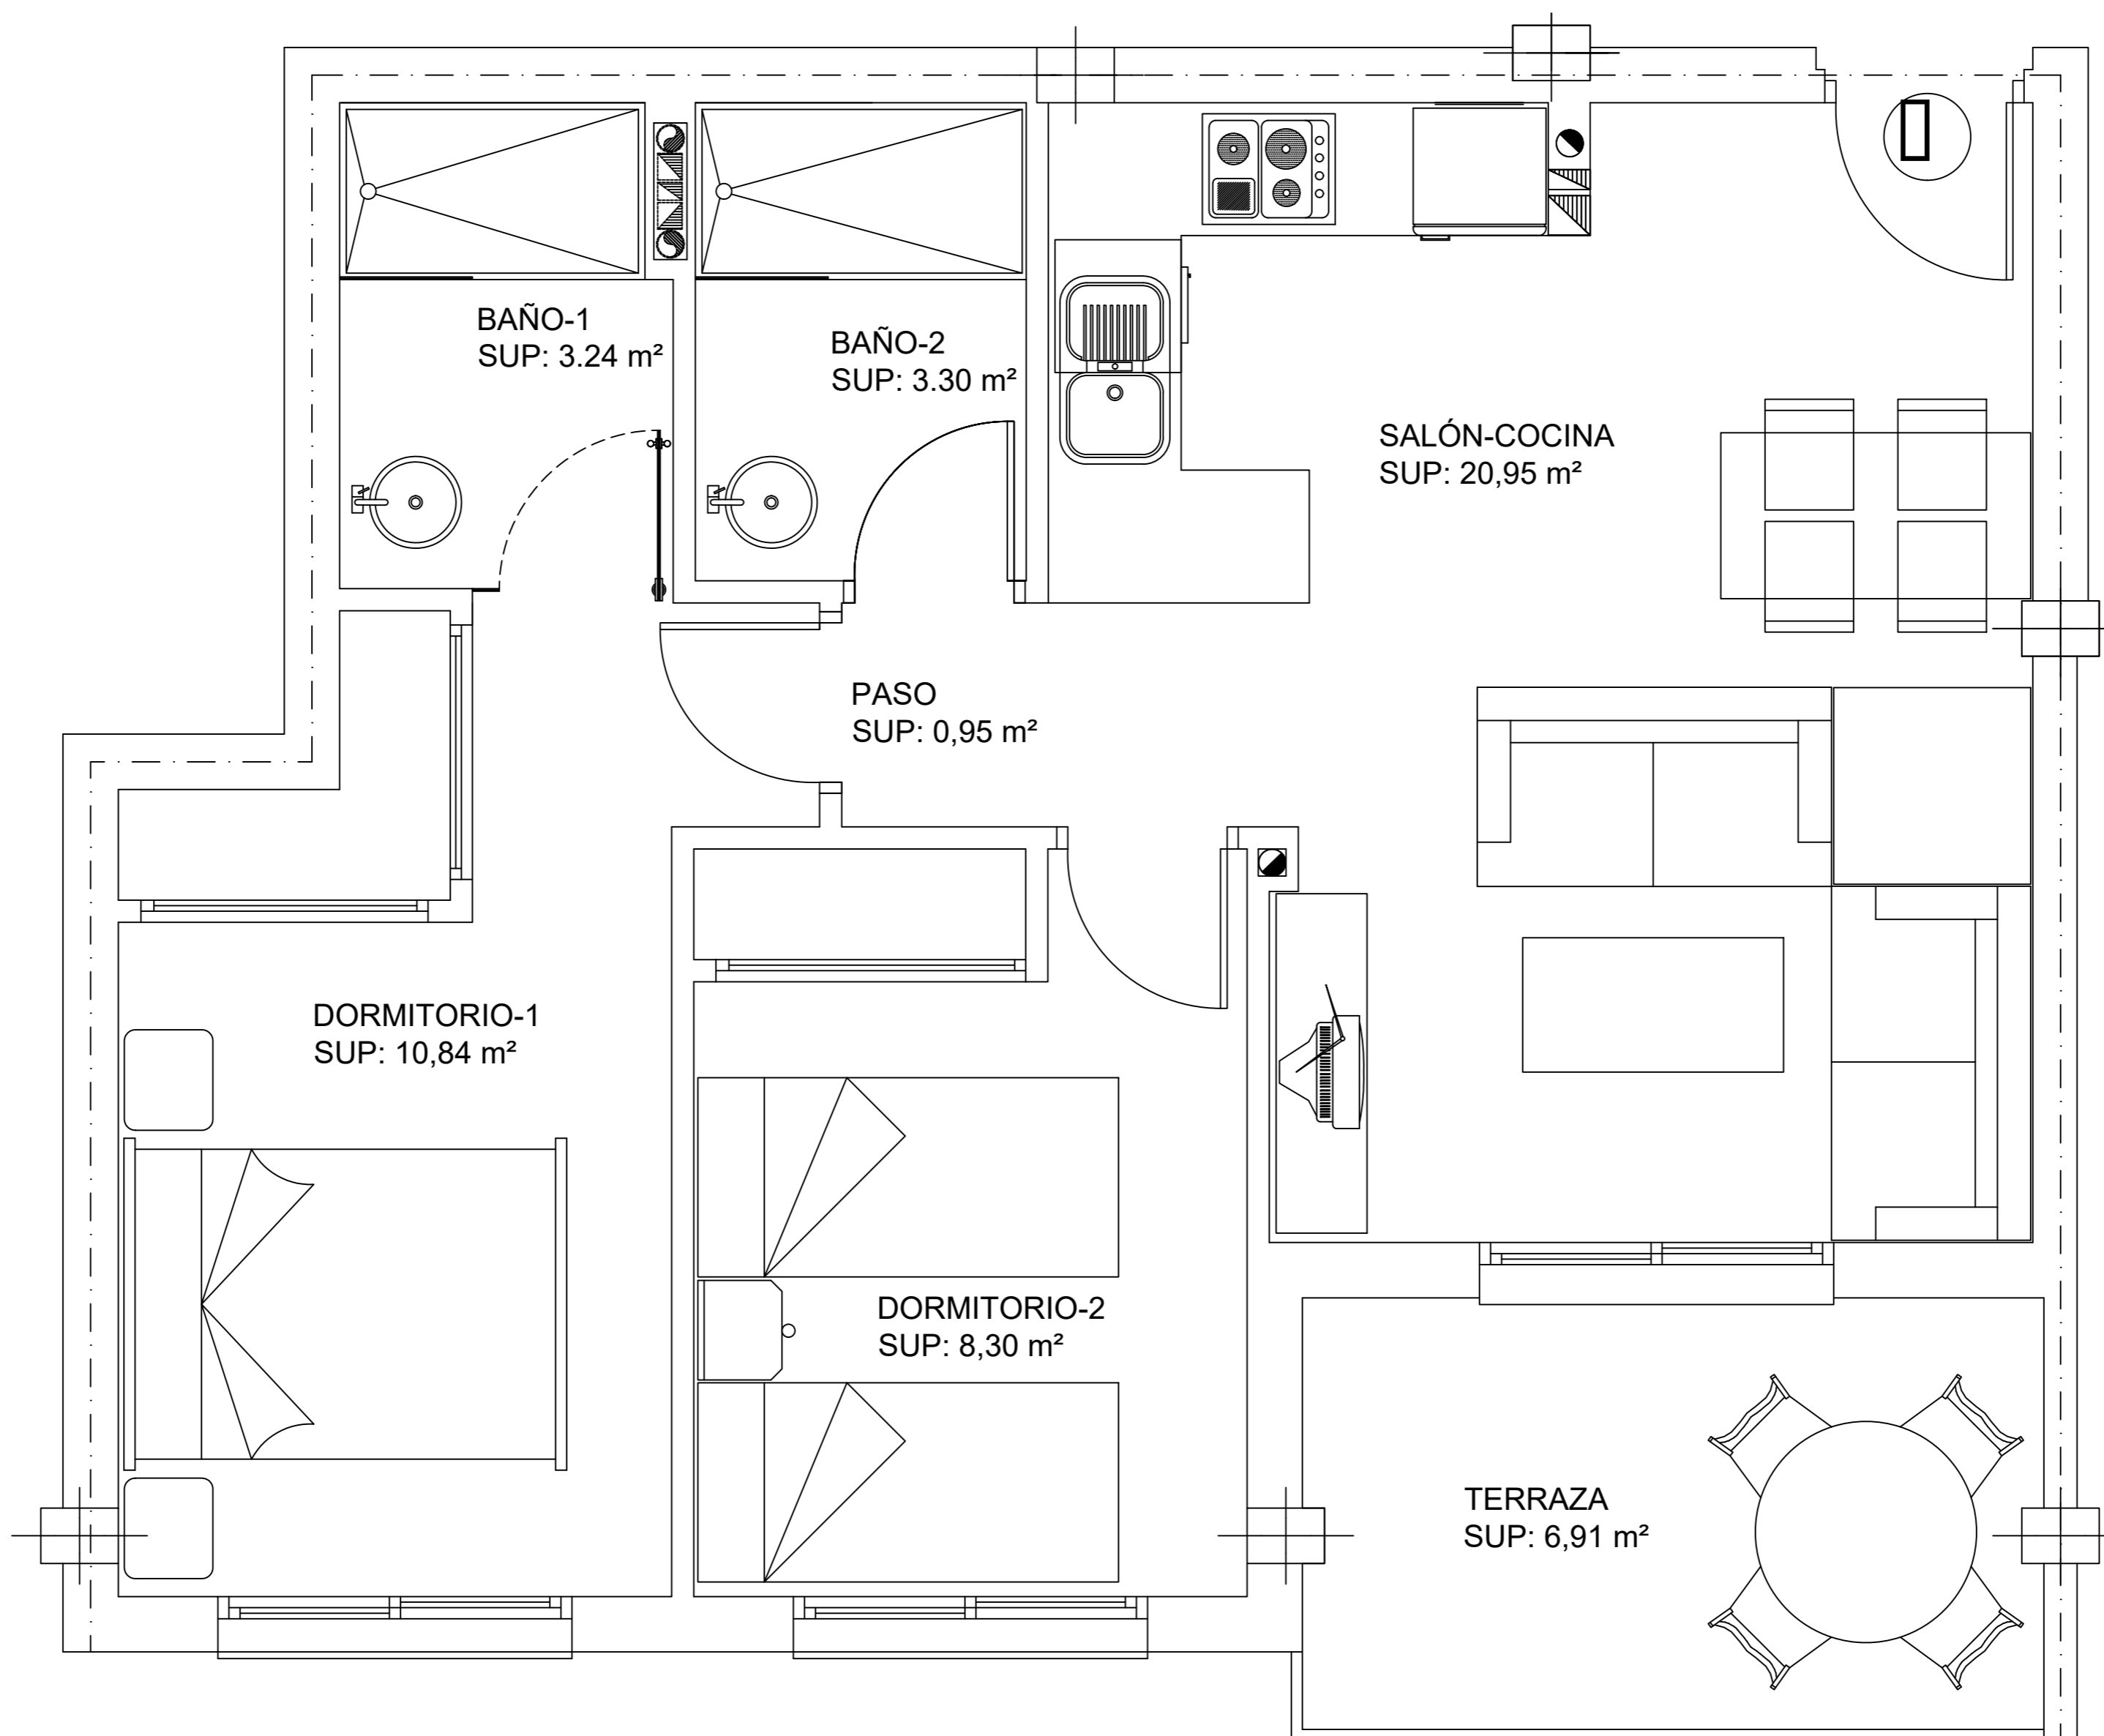 BAÑO-1
SUP: 3.24 m²
BAÑO-2
SUP: 3.30 m²
SALÓN-COCINA
SUP: 20,95 m²
PASO
SUP: 0,95 m²
DORMITORIO-1
SUP: 10,84 m²
DORMITORIO-2
SUP: 8,30 m²
TERRAZA
SUP: 6,91 m²